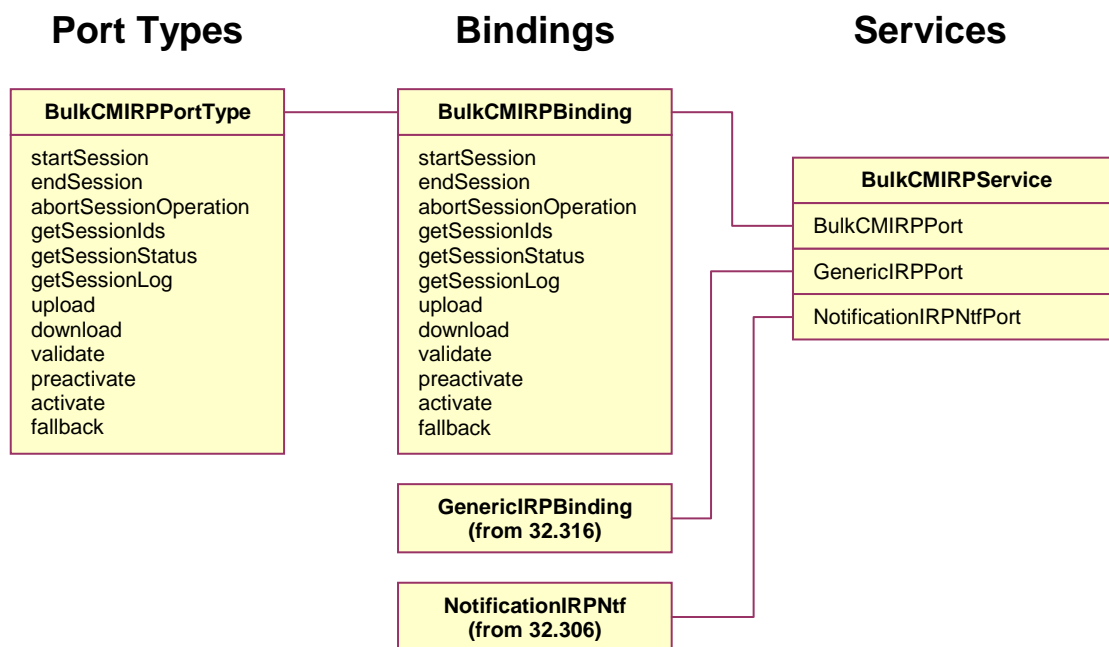 Port Types
Bindings
Services
BulkCMIRPPortType
startSession
endSession
abortSessionOperation
getSessionIds
getSessionStatus
getSessionLog
upload
download
validate
preactivate
activate
fallback
BulkCMIRPBinding
startSession
endSession
abortSessionOperation
getSessionIds
getSessionStatus
getSessionLog
upload
download
validate
preactivate
activate
fallback
GenericIRPBinding
(from 32.316)
NotificationIRPNtf
(from 32.306)
BulkCMIRPService
BulkCMIRPPort
GenericIRPPort
NotificationIRPNtfPort